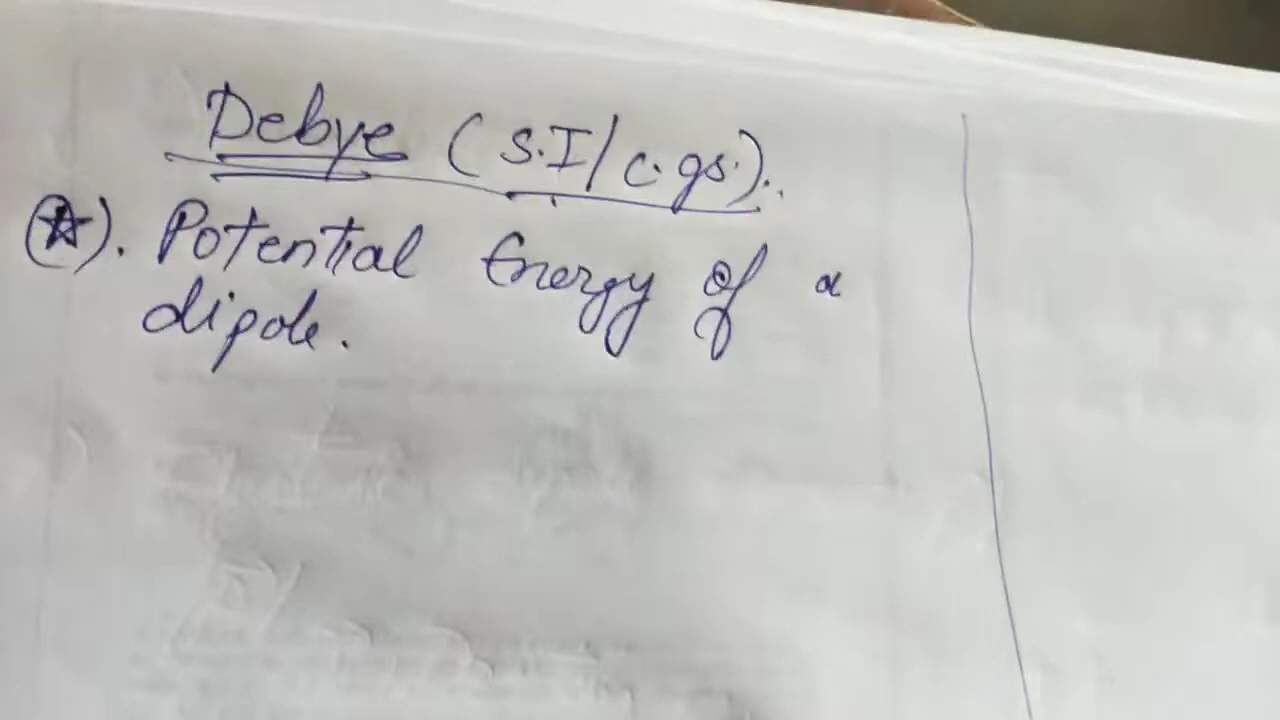 Debye (S.I/c.gs)..
(☆). Potential Energy of a
dipole.